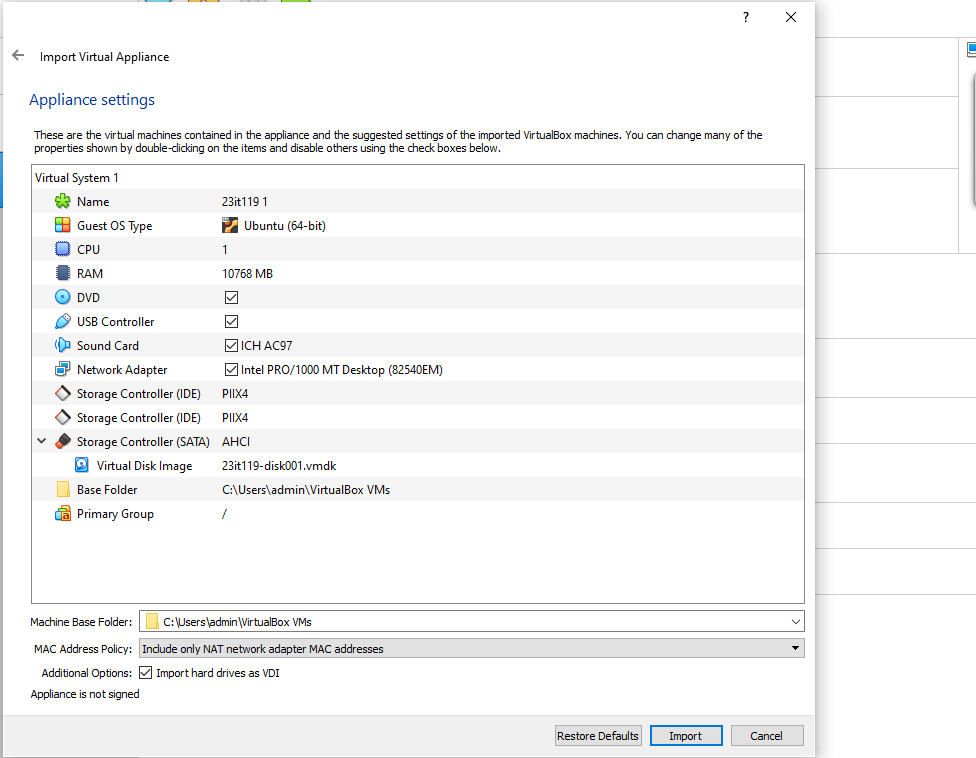 ?
Import Virtual Appliance
Appliance settings
These are the virtual machines contained in the appliance and the suggested settings of the imported VirtualBox machines. You can change many of the
properties shown by double-clicking on the items and disable others using the check boxes below.
Virtual System 1
Name 23it119 1
Guest OS Type Ubuntu (64-bit)
CPU 1
RAM 10768 MB
DVD
USB Controller
Sound Card ICH AC97
Network Adapter Intel PRO/1000 MT Desktop (82540EM)
Storage Controller (IDE) PIIX4
Storage Controller (IDE) PIIX4
Storage Controller (SATA) AHCI
Virtual Disk Image 23it119-disk001.vmdk
Base Folder C:\Users\admin\VirtualBox VMs
Primary Group /
Machine Base Folder: C:\Users\admin\VirtualBox VMs
MAC Address Policy: Include only NAT network adapter MAC addresses
Additional Options: Import hard drives as VDI
Appliance is not signed
Restore Defaults Import Cancel